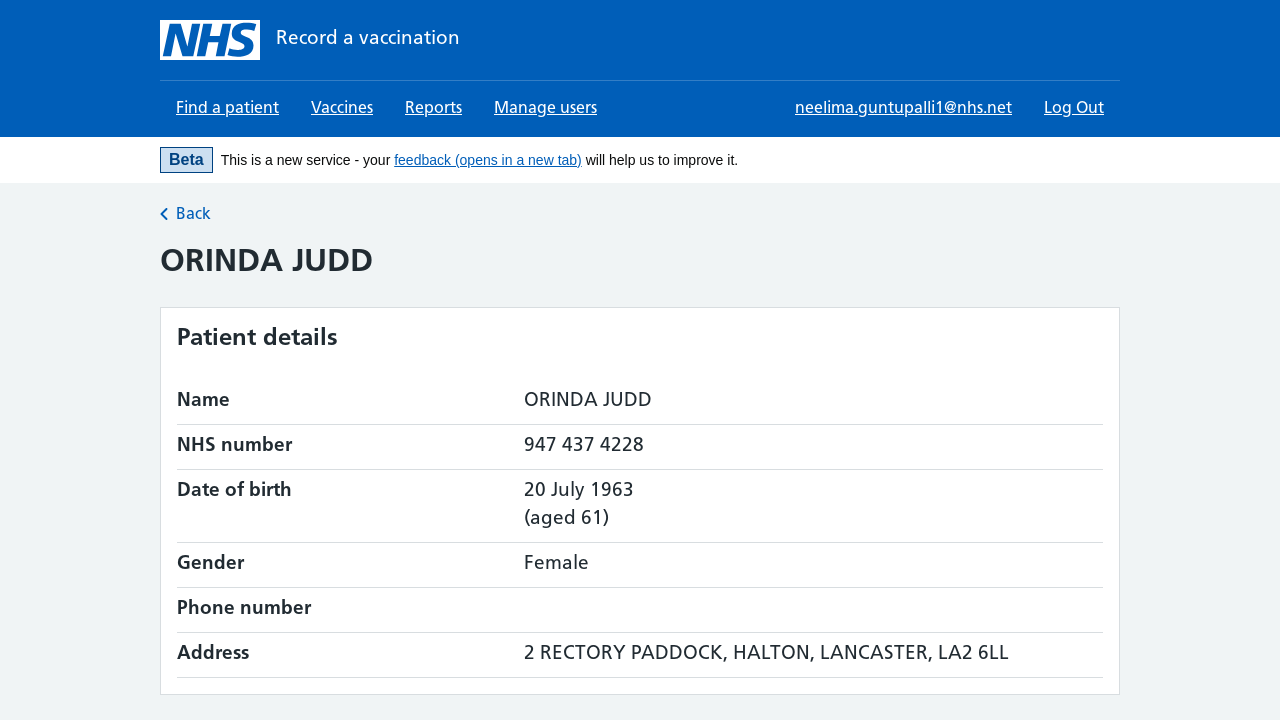 NHS Record a vaccination
Find a patient Vaccines Reports Manage users neelima.guntupalli1@nhs.net Log Out
Beta This is a new service - your feedback (opens in a new tab) will help us to improve it.
Back
ORINDA JUDD
Patient details
Name ORINDA JUDD
NHS number 947 437 4228
Date of birth 20 July 1963
(aged 61)
Gender Female
Phone number
Address 2 RECTORY PADDOCK, HALTON, LANCASTER, LA2 6LL